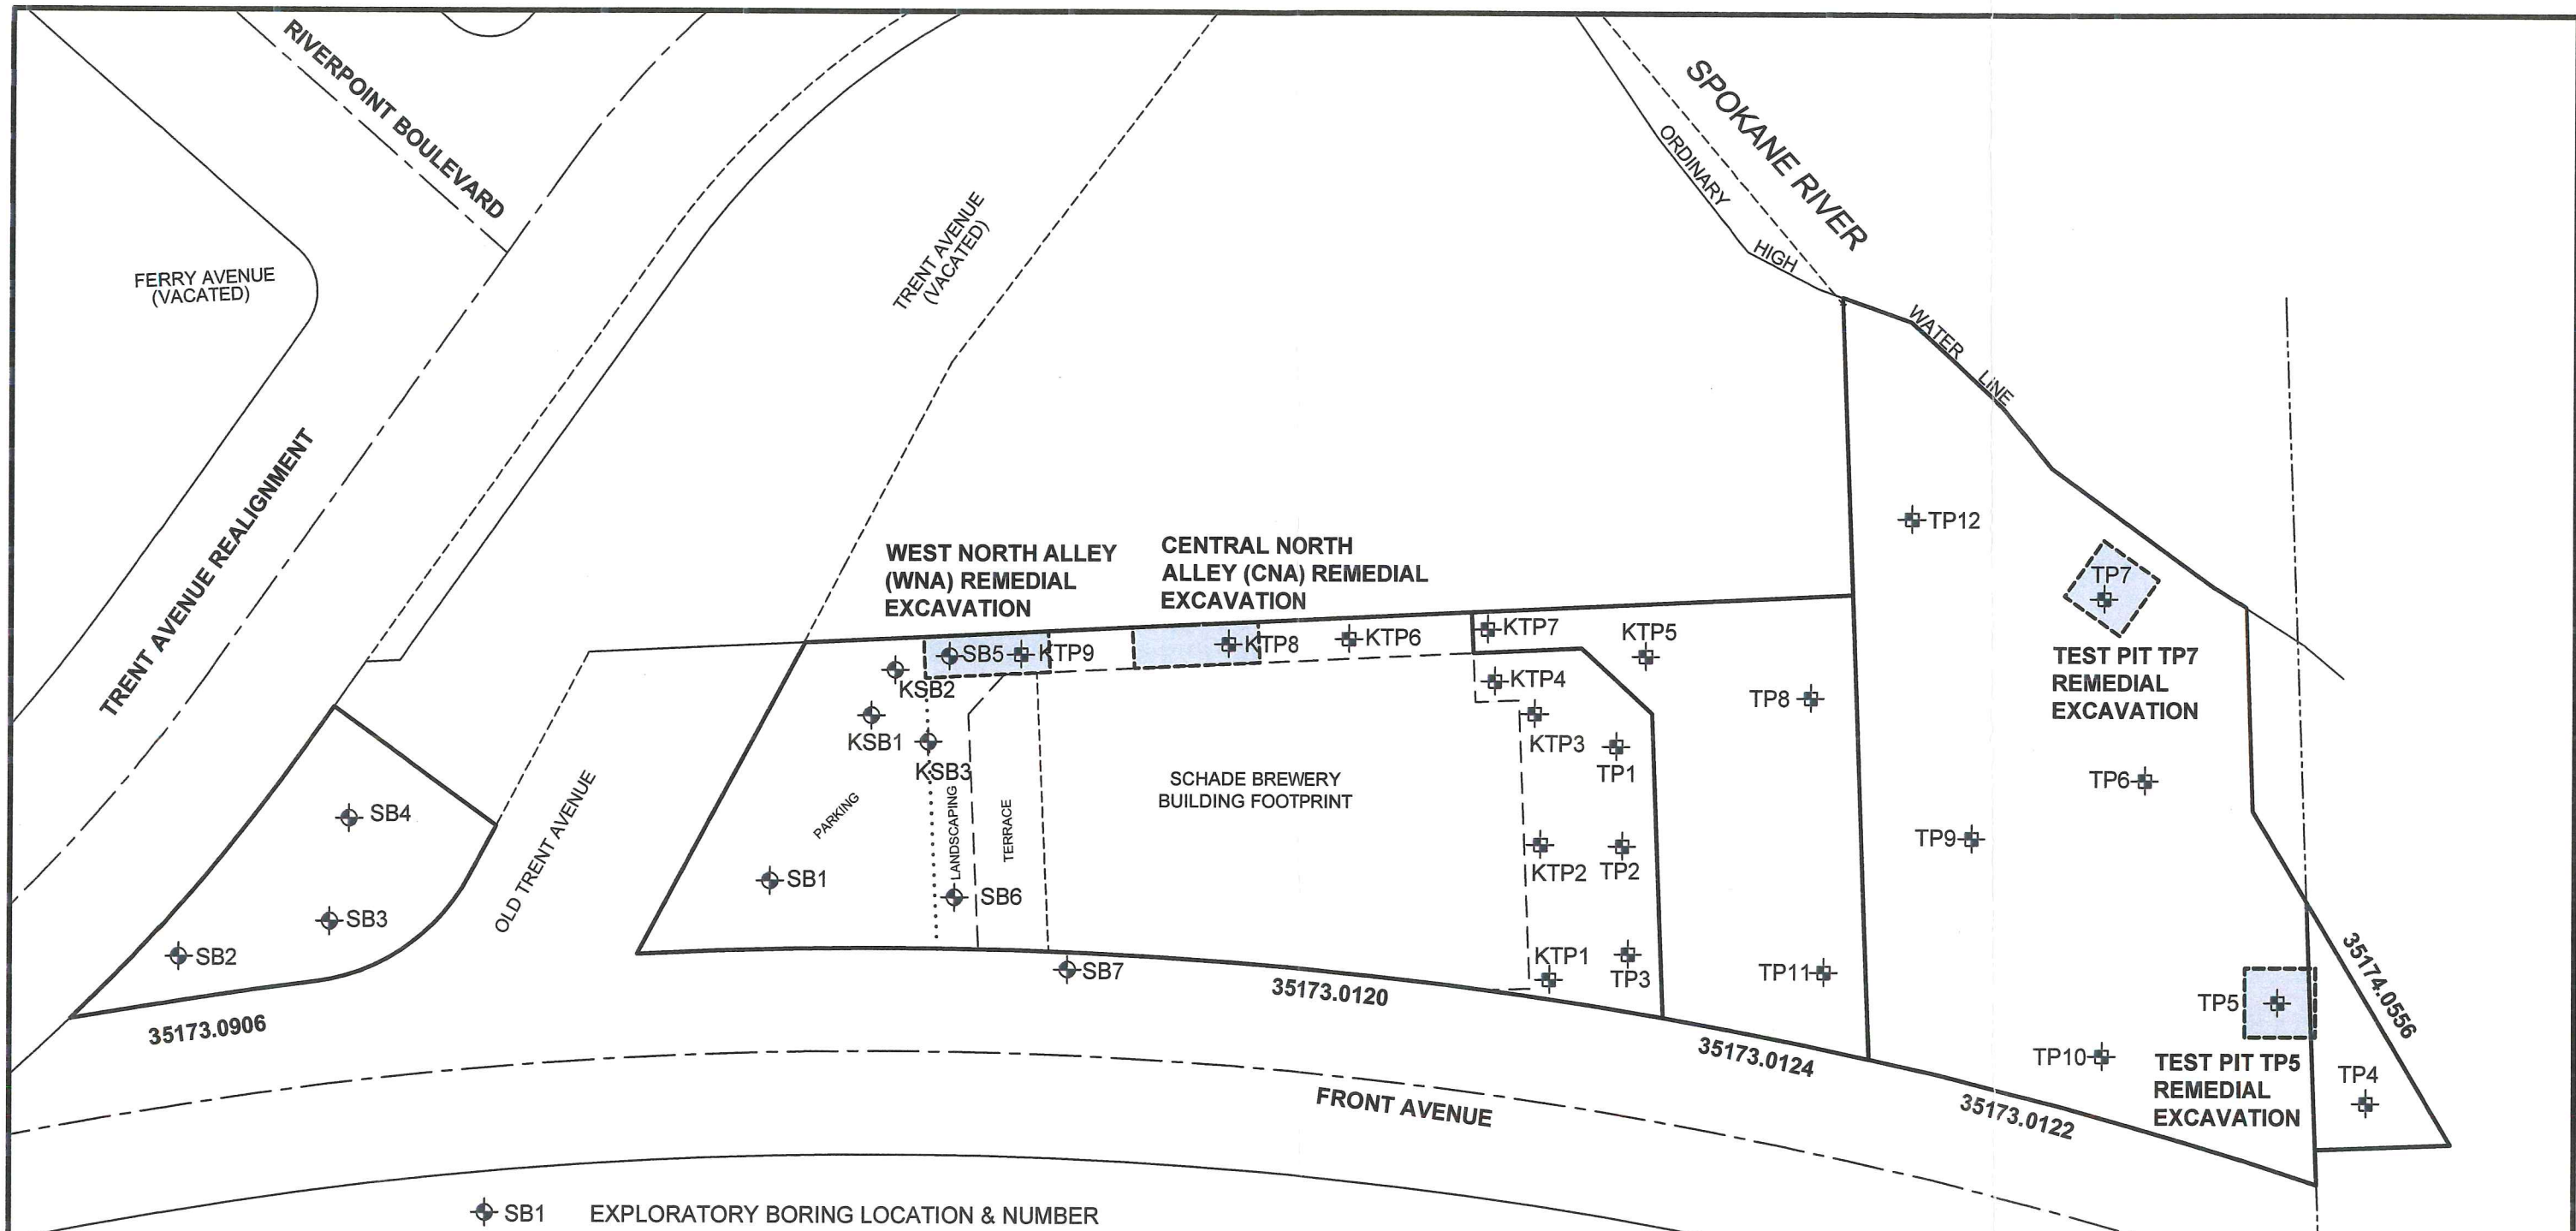 RIVERPOINT BOULEVARD
SPOKANE RIVER
ORDINARY
HIGH
WATER
LINE
FERRY AVENUE
(VACATED)
TRENT AVENUE
(VACATED)
TRENT AVENUE REALIGNMENT
WEST NORTH ALLEY
(WNA) REMEDIAL
EXCAVATION
CENTRAL NORTH
ALLEY (CNA) REMEDIAL
EXCAVATION
TP12
TP7
TEST PIT TP7
REMEDIAL
EXCAVATION
SB5
KTP9
KTP8
KTP6
KTP7
KTP5
KSB2
KTP4
TP8
KSB1
KSB3
KTP3
TP1
TP6
SCHADE BREWERY
BUILDING FOOTPRINT
PARKING
LANDSCAPING
TERRACE
OLD TRENT AVENUE
SB4
SB1
SB6
KTP2
TP2
TP9
SB3
SB2
SB7
KTP1
TP3
TP11
TP5
35174.0556
35173.0906
35173.0120
35173.0124
35173.0122
TP10
TEST PIT TP5
REMEDIAL
EXCAVATION
TP4
FRONT AVENUE
SB1 EXPLORATORY BORING LOCATION & NUMBER